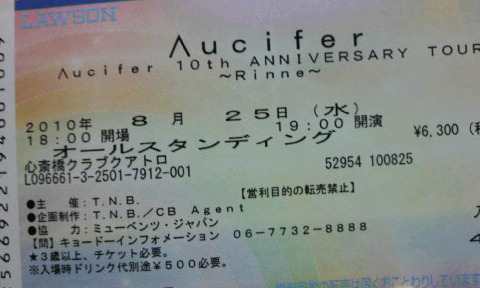 LAWSON
Λucifer
Λucifer 10th ANNIVERSARY TOUR
～Rinne～
2010年 8月 25日（水）
18:00 開場 19:00 開演
オールスタンディング ¥6,300
心斎橋クラブクアトロ 52954 100825
L096661-3-2501-7912-001
【営利目的の転売禁止】
●主 催：T.N.B.
●企画制作：T.N.B./CB Agent
●協 力：ミューベンツ・ジャパン
【問】キョードーインフォメーション 06-7732-8888
★3歳以上、チケット必要。
※入場時ドリンク代別途￥500必要。